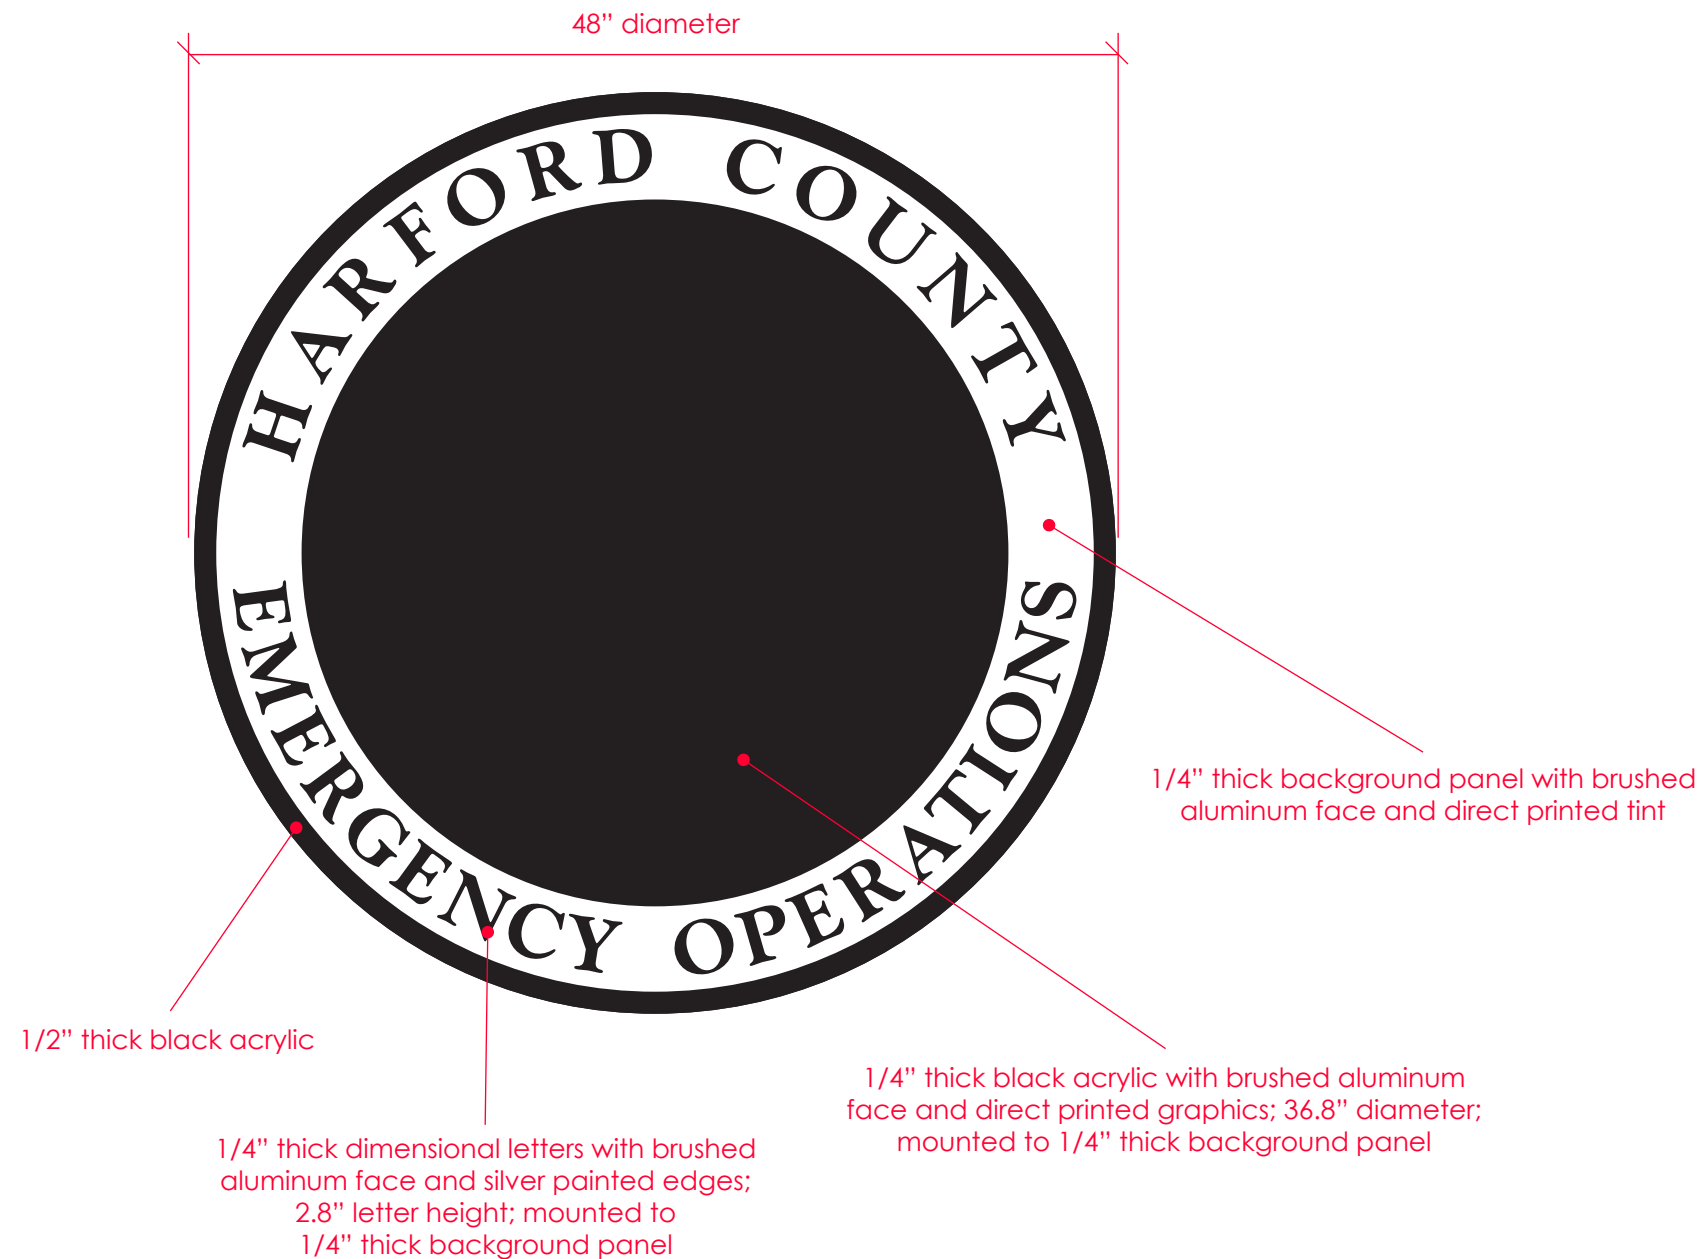 48” diameter
HARFORD COUNTY
EMERGENCY OPERATIONS
1/4” thick background panel with brushed
aluminum face and direct printed tint
1/2” thick black acrylic
1/4” thick black acrylic with brushed aluminum
face and direct printed graphics; 36.8” diameter;
mounted to 1/4” thick background panel
1/4” thick dimensional letters with brushed
aluminum face and silver painted edges;
2.8” letter height; mounted to
1/4” thick background panel